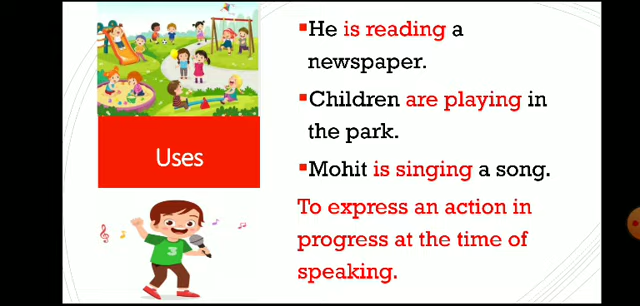 Uses
▪He is reading a
newspaper.
▪Children are playing in
the park.
▪Mohit is singing a song.
To express an action in
progress at the time of
speaking.
3